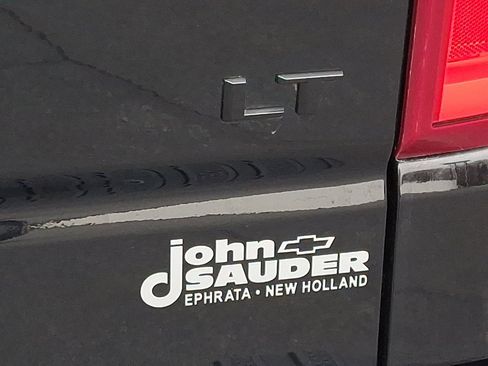 LT
john
SAUDER
EPHRATA • NEW HOLLAND